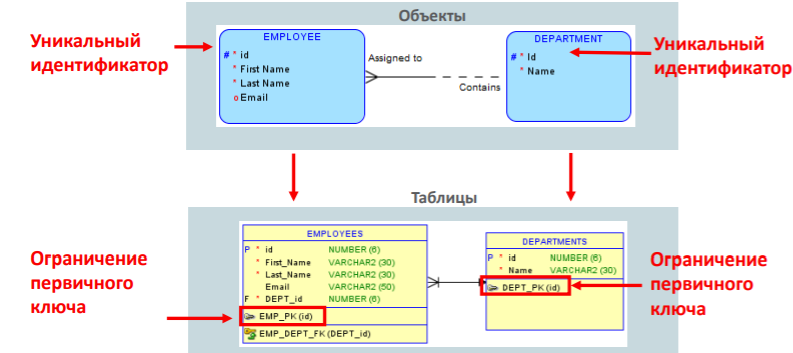 Объекты
Уникальный
идентификатор
EMPLOYEE
# * id
* First Name
* Last Name
o Email
Assigned to
Contains
DEPARTMENT
# * Id
* Name
Уникальный
идентификатор
Таблицы
Ограничение
первичного
ключа
EMPLOYEES
P * id NUMBER (6)
* First_Name VARCHAR2 (30)
* Last_Name VARCHAR2 (30)
Email VARCHAR2 (50)
F * DEPT_id NUMBER (6)
EMP_PK (id)
EMP_DEPT_FK (DEPT_id)
DEPARTMENTS
P * id NUMBER (6)
* Name VARCHAR2 (30)
DEPT_PK (id)
Ограничение
первичного
ключа